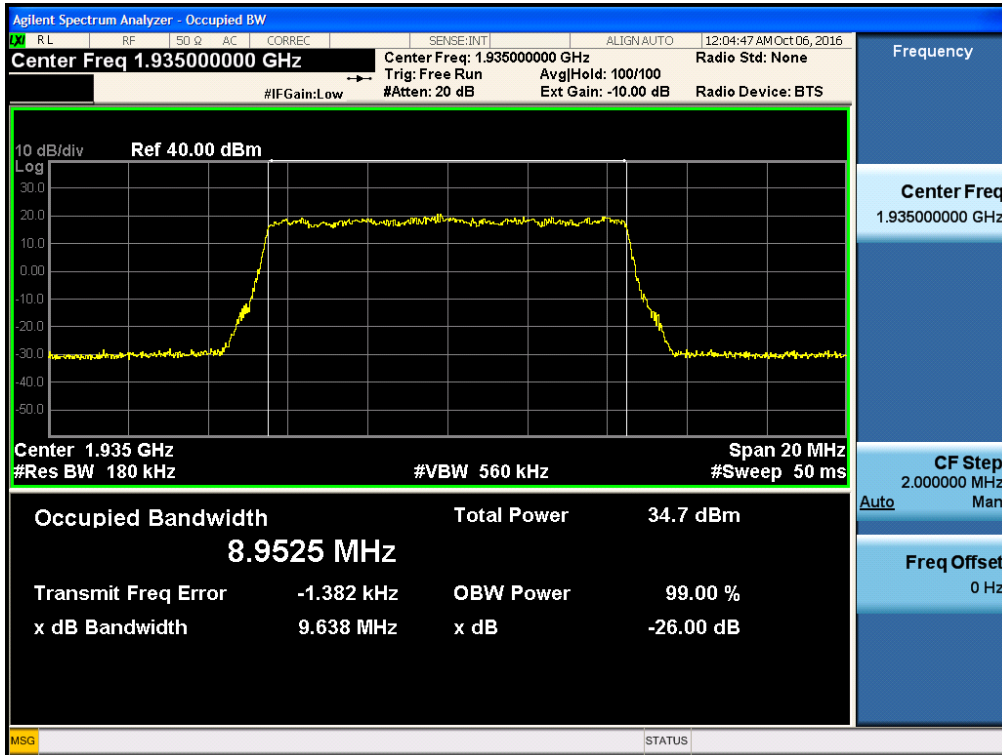 Agilent Spectrum Analyzer - Occupied BW
LXI RL RF 50 Ω AC CORREC SENSE:INT ALIGN AUTO 12:04:47 AM Oct 06, 2016
Center Freq 1.935000000 GHz
Center Freq: 1.935000000 GHz Radio Std: None
Trig: Free Run Avg|Hold: 100/100
#IFGain:Low #Atten: 20 dB Ext Gain: -10.00 dB Radio Device: BTS
Frequency
10 dB/div Ref 40.00 dBm
Log
30.0
20.0
10.0
0.00
-10.0
-20.0
-30.0
-40.0
-50.0
Center 1.935 GHz Span 20 MHz
#Res BW 180 kHz #VBW 560 kHz #Sweep 50 ms
Occupied Bandwidth Total Power 34.7 dBm
8.9525 MHz
Transmit Freq Error -1.382 kHz OBW Power 99.00 %
x dB Bandwidth 9.638 MHz x dB -26.00 dB
Center Freq
1.935000000 GHz
CF Step
2.000000 MHz
Auto Man
Freq Offset
0 Hz
MSG STATUS